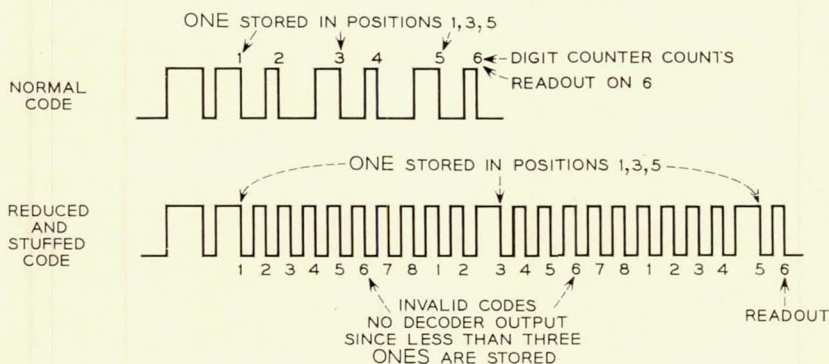 ONE STORED IN POSITIONS 1,3,5
1 2 3 4 5 6 DIGIT COUNTER COUNTS
READOUT ON 6
NORMAL
CODE
ONE STORED IN POSITIONS 1,3,5
REDUCED
AND
STUFFED
CODE
1 2 3 4 5 6 7 8 1 2 3 4 5 6 7 8 1 2 3 4 5 6
INVALID CODES
NO DECODER OUTPUT
SINCE LESS THAN THREE
ONES ARE STORED
READOUT